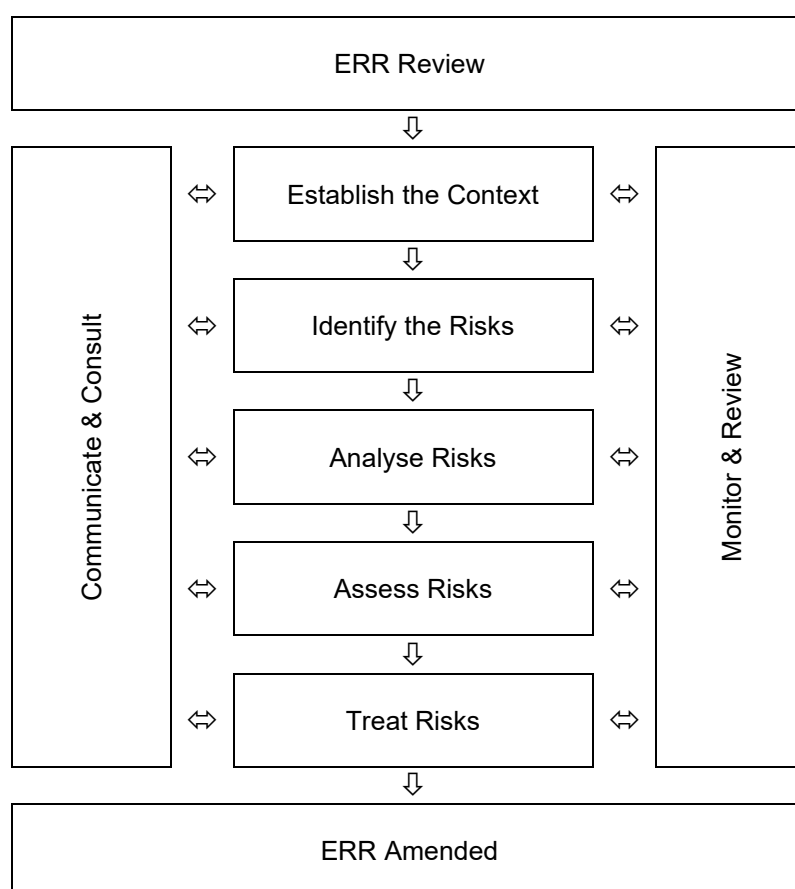 ERR Review
Establish the Context
Identify the Risks
Analyse Risks
Assess Risks
Treat Risks
Communicate & Consult
Monitor & Review
ERR Amended